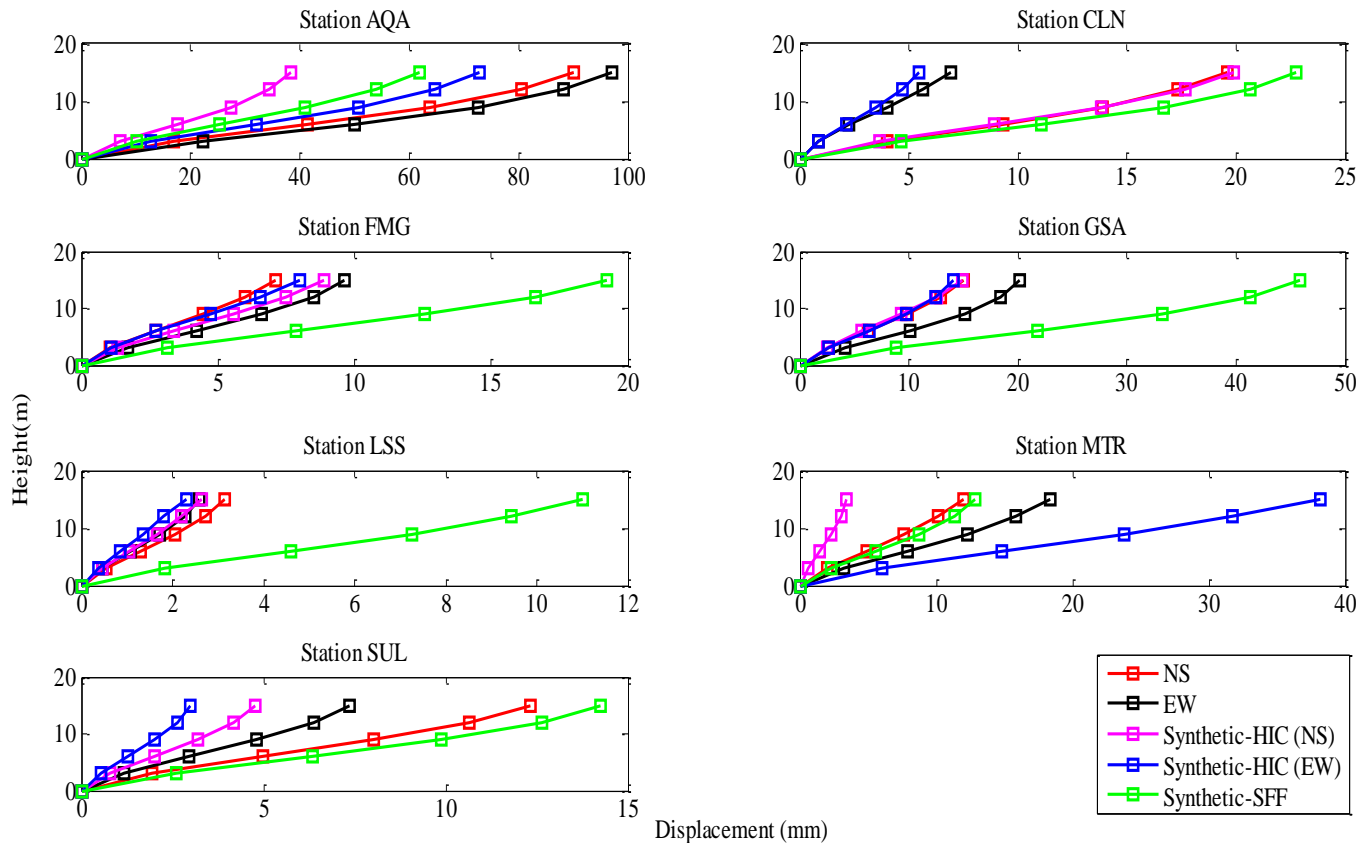 Station AQA
20
10
0
0 20 40 60 80 100
Station CLN
20
10
0
0 5 10 15 20 25
Station FMG
20
10
0
0 5 10 15 20
Station GSA
20
10
0
0 10 20 30 40 50
Height(m)
Station LSS
20
10
0
0 2 4 6 8 10 12
Station MTR
20
10
0
0 10 20 30 40
Station SUL
20
10
0
0 5 10 15
NS
EW
Synthetic-HIC (NS)
Synthetic-HIC (EW)
Synthetic-SFF
Displacement (mm)